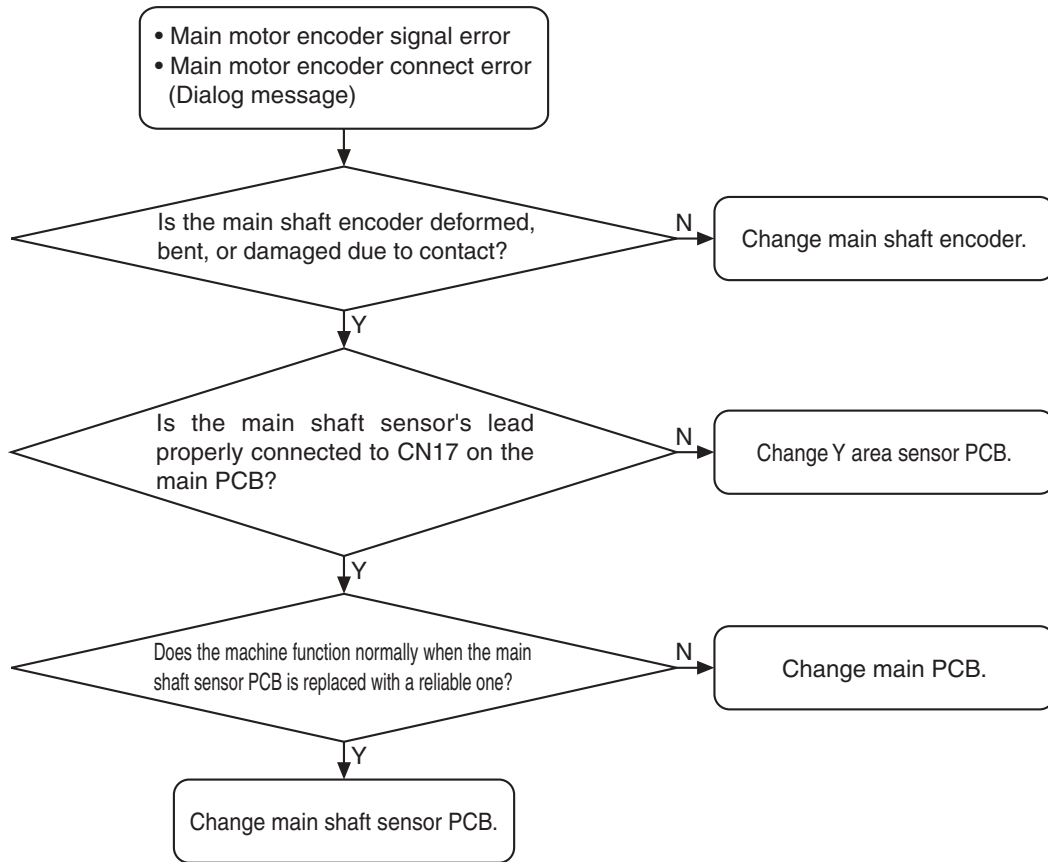 • Main motor encoder signal error
• Main motor encoder connect error
(Dialog message)
Is the main shaft encoder deformed,
bent, or damaged due to contact?
N
Change main shaft encoder.
Y
Is the main shaft sensor's lead
properly connected to CN17 on the
main PCB?
N
Change Y area sensor PCB.
Y
Does the machine function normally when the main
shaft sensor PCB is replaced with a reliable one?
N
Change main PCB.
Y
Change main shaft sensor PCB.